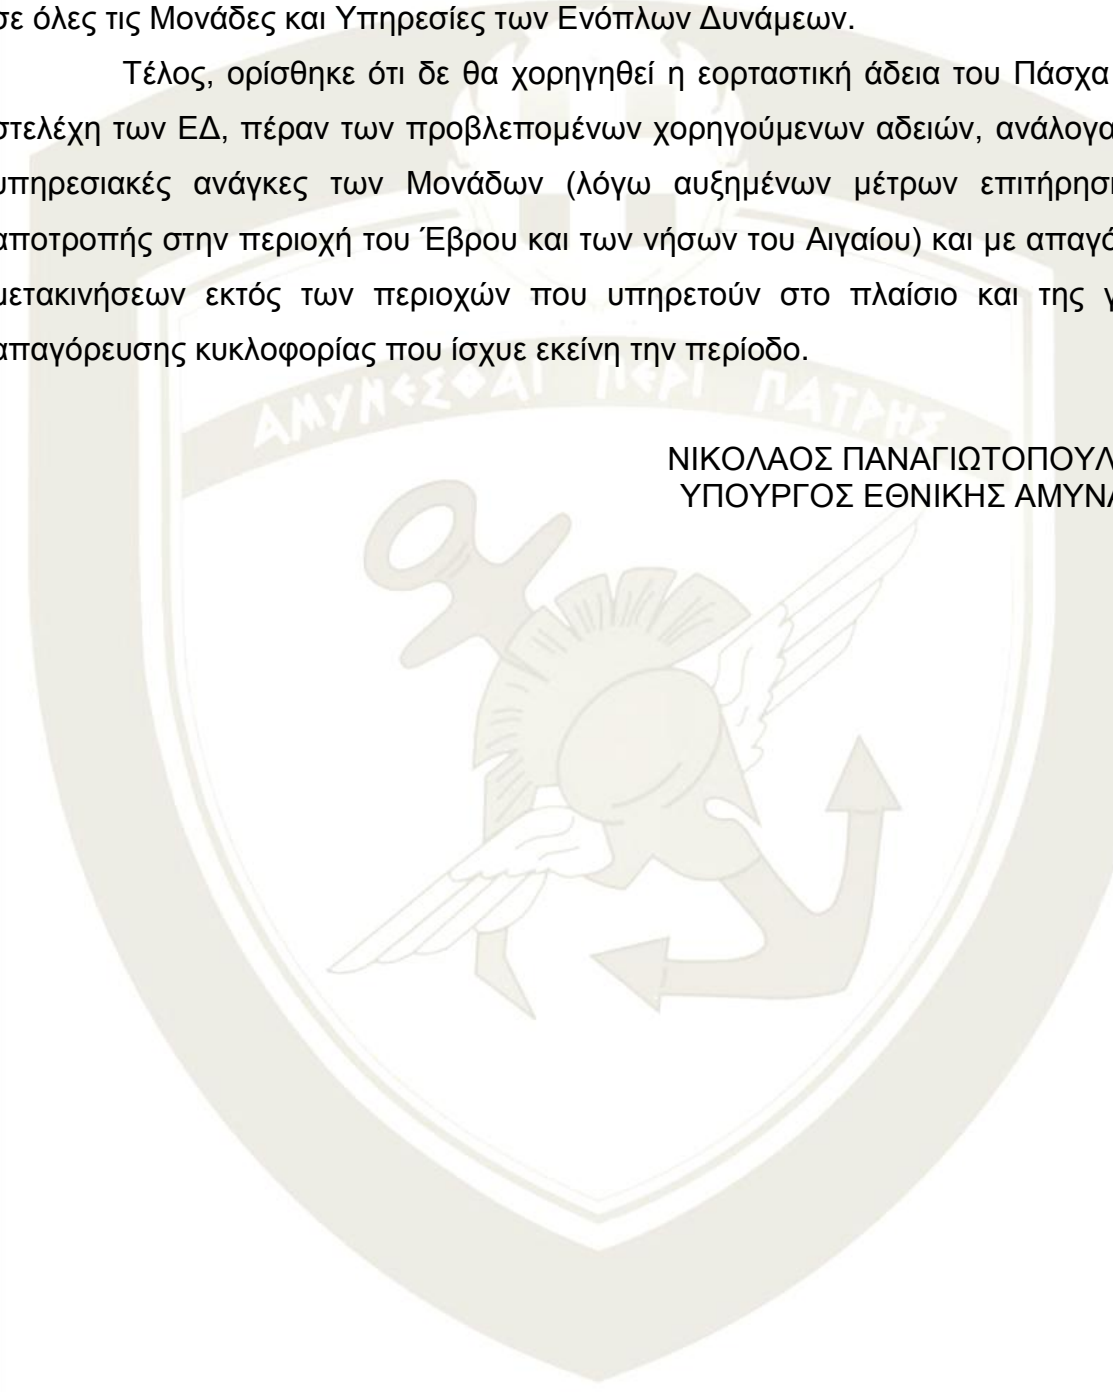 σε όλες τις Μονάδες και Υπηρεσίες των Ενόπλων Δυνάμεων.
Τέλος, ορίσθηκε ότι δε θα χορηγηθεί η εορταστική άδεια του Πάσχα
στελέχη των ΕΔ, πέραν των προβλεπομένων χορηγούμενων αδειών, ανάλογα
υπηρεσιακές ανάγκες των Μονάδων (λόγω αυξημένων μέτρων
αποτροπής στην περιοχή του Έβρου και των νήσων του Αιγαίου) και με
μετακινήσεων εκτός των περιοχών που υπηρετούν στο πλαίσιο και της
απαγόρευσης κυκλοφορίας που ίσχυε εκείνη την περίοδο.
ΑΜΥΝΕΣΘΑΙ ΠΕΡΙ ΠΑΤΡΗΣ
ΝΙΚΟΛΑΟΣ
ΥΠΟΥΡΓΟΣ ΕΘΝΙΚΗΣ